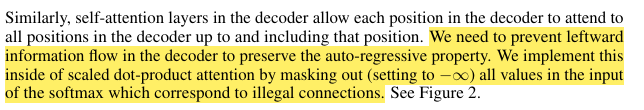 Similarly, self-attention layers in the decoder allow each position in the decoder to attend to
all positions in the decoder up to and including that position. We need to prevent leftward
information flow in the decoder to preserve the auto-regressive property. We implement this
inside of scaled dot-product attention by masking out (setting to −∞) all values in the input
of the softmax which correspond to illegal connections. See Figure 2.